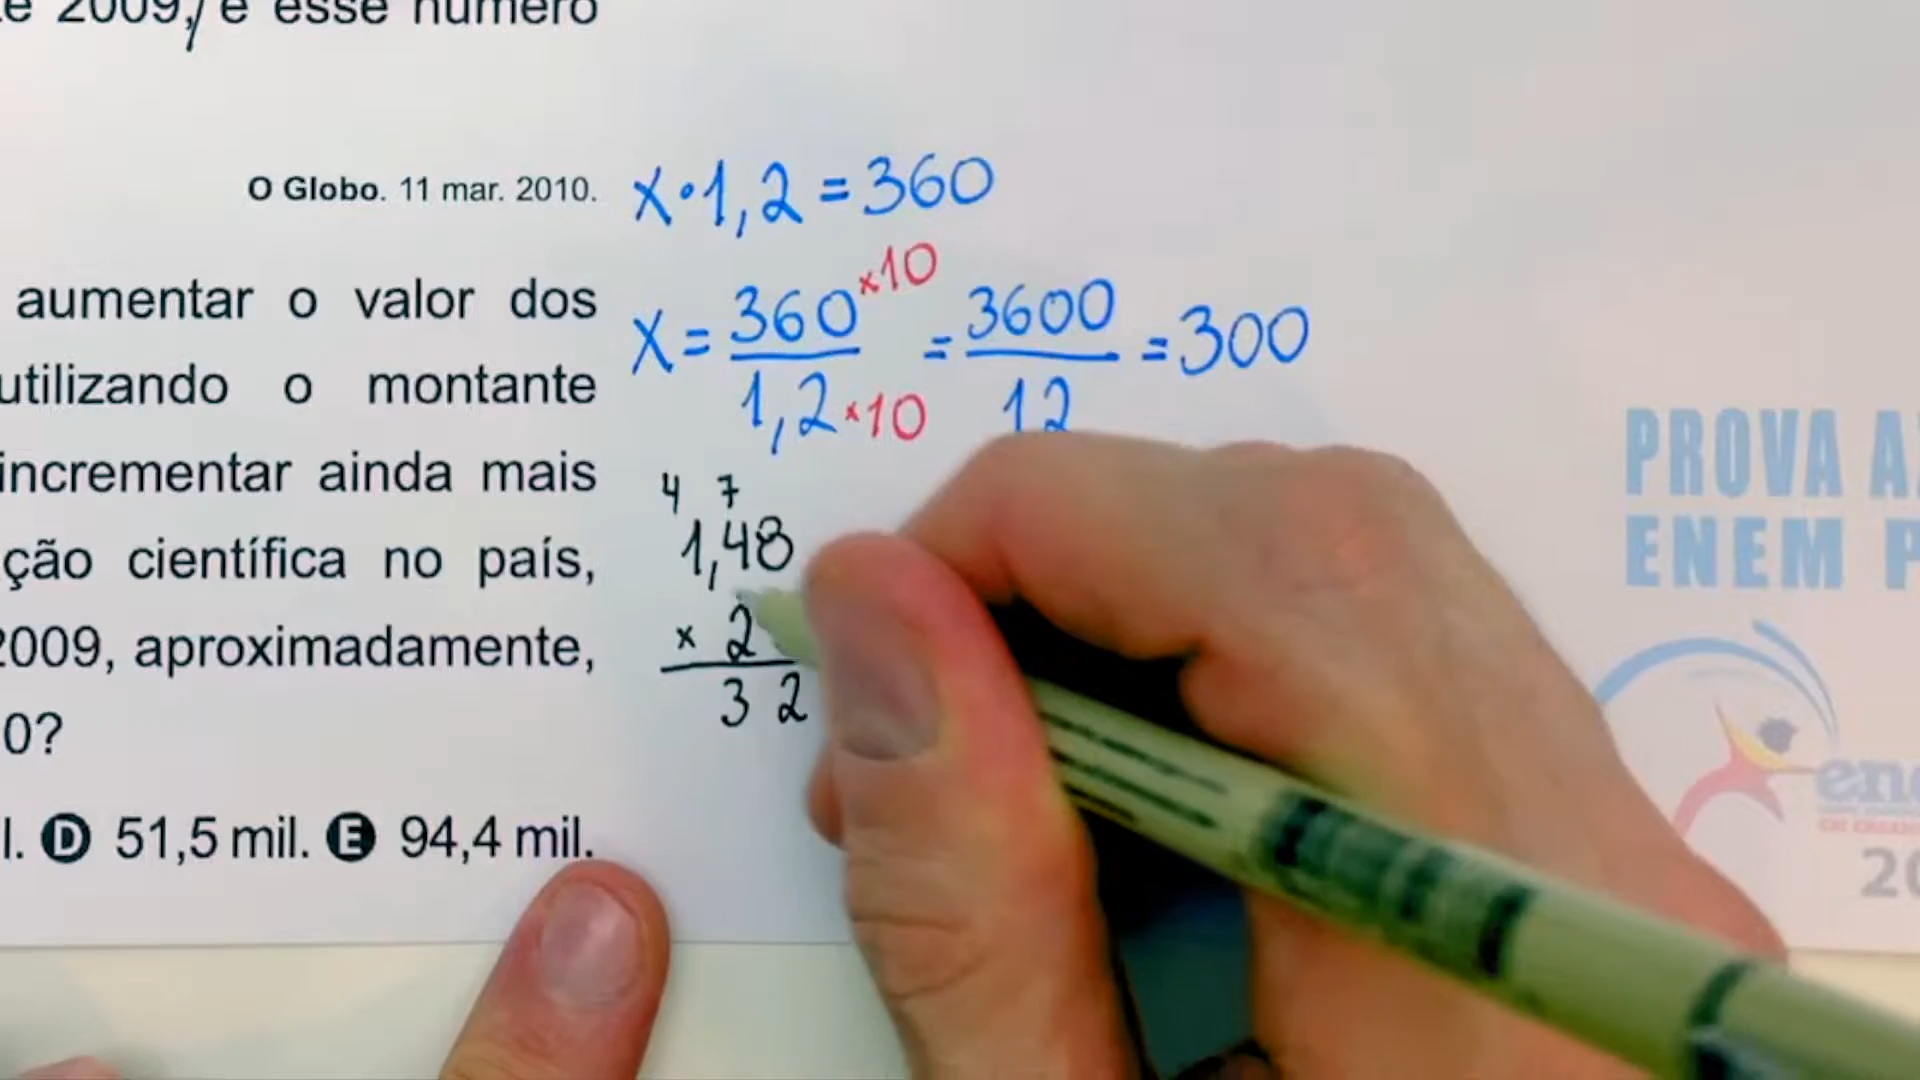 2009, e esse número
O Globo. 11 mar. 2010.
x • 1,2 = 360
aumentar o valor dos
x = 360 ×10 / 1,2 ×10 = 3600 / 12 = 300
utilizando o montante
incrementar ainda mais
4 7
1,48
ção científica no país,
× 2
2009, aproximadamente,
3 2
0?
l. D 51,5 mil. E 94,4 mil.
PROVA
ENEM P
20